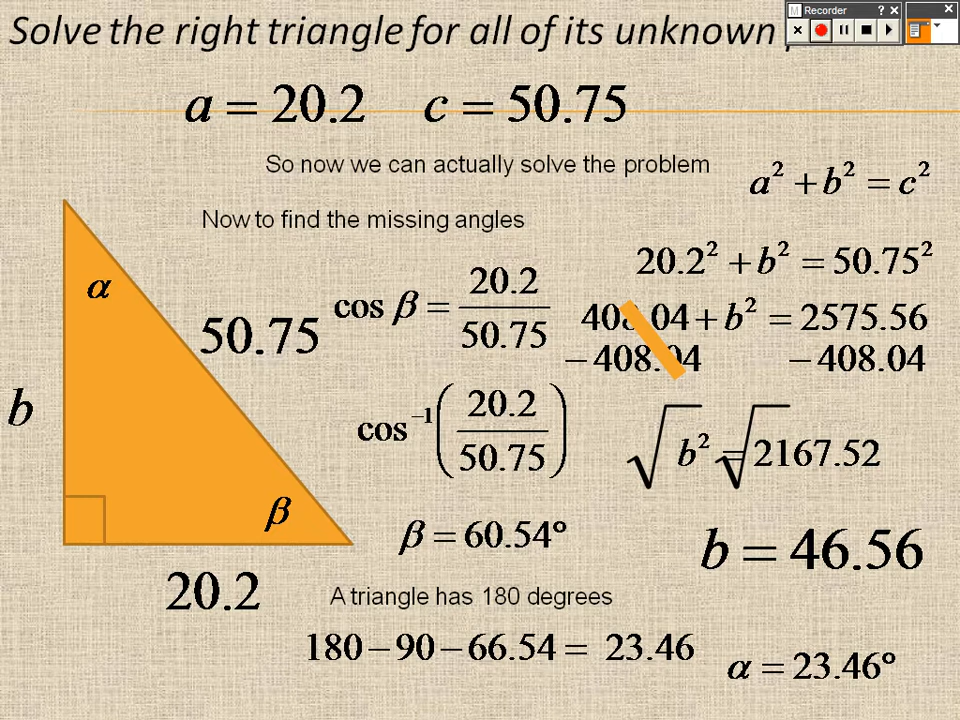 Solve the right triangle for all of its unknown
Recorder
a = 20.2 c = 50.75
So now we can actually solve the problem
a² + b² = c²
Now to find the missing angles
20.2² + b² = 50.75²
α
cos β = 20.2/50.75
408.04 + b² = 2575.56
50.75
−408.04 −408.04
b
cos⁻¹(20.2/50.75)
√b² = √2167.52
β
β = 60.54°
b = 46.56
20.2
A triangle has 180 degrees
180 − 90 − 66.54 = 23.46
α = 23.46°